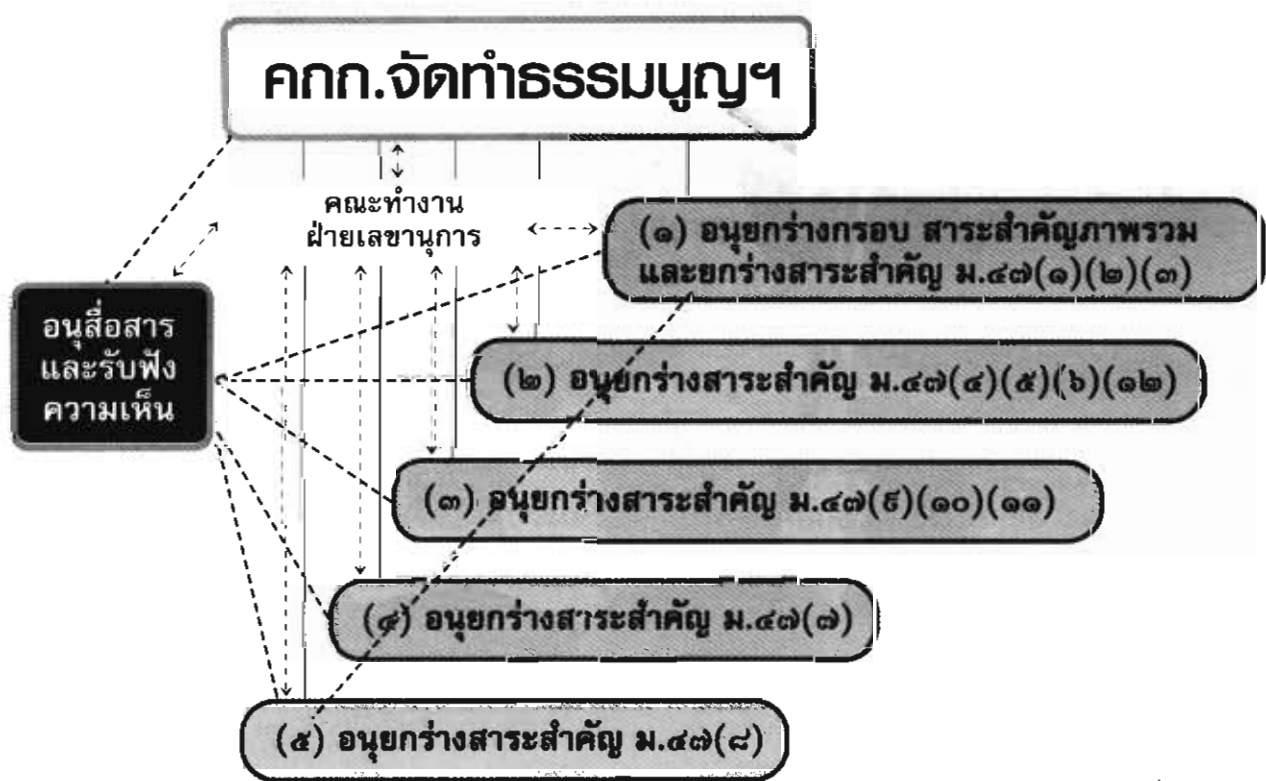 คกก.จัดทำธรรมนูญฯ
คณะทำงาน
ฝ่ายเลขานุการ
(๑) อนุยกร่างกรอบ สาระสำคัญภาพรวม
และยกร่างสาระสำคัญ ม.๔๗(๑)(๒)(๓)
อนุสื่อสาร
และรับฟัง
ความเห็น
(๒) อนุยกร่างสาระสำคัญ ม.๔๗(๔)(๕)(๖)(๑๒)
(๓) อนุยกร่างสาระสำคัญ ม.๔๗(๙)(๑๐)(๑๑)
(๔) อนุยกร่างสาระสำคัญ ม.๔๗(๗)
(๕) อนุยกร่างสาระสำคัญ ม.๔๗(๘)